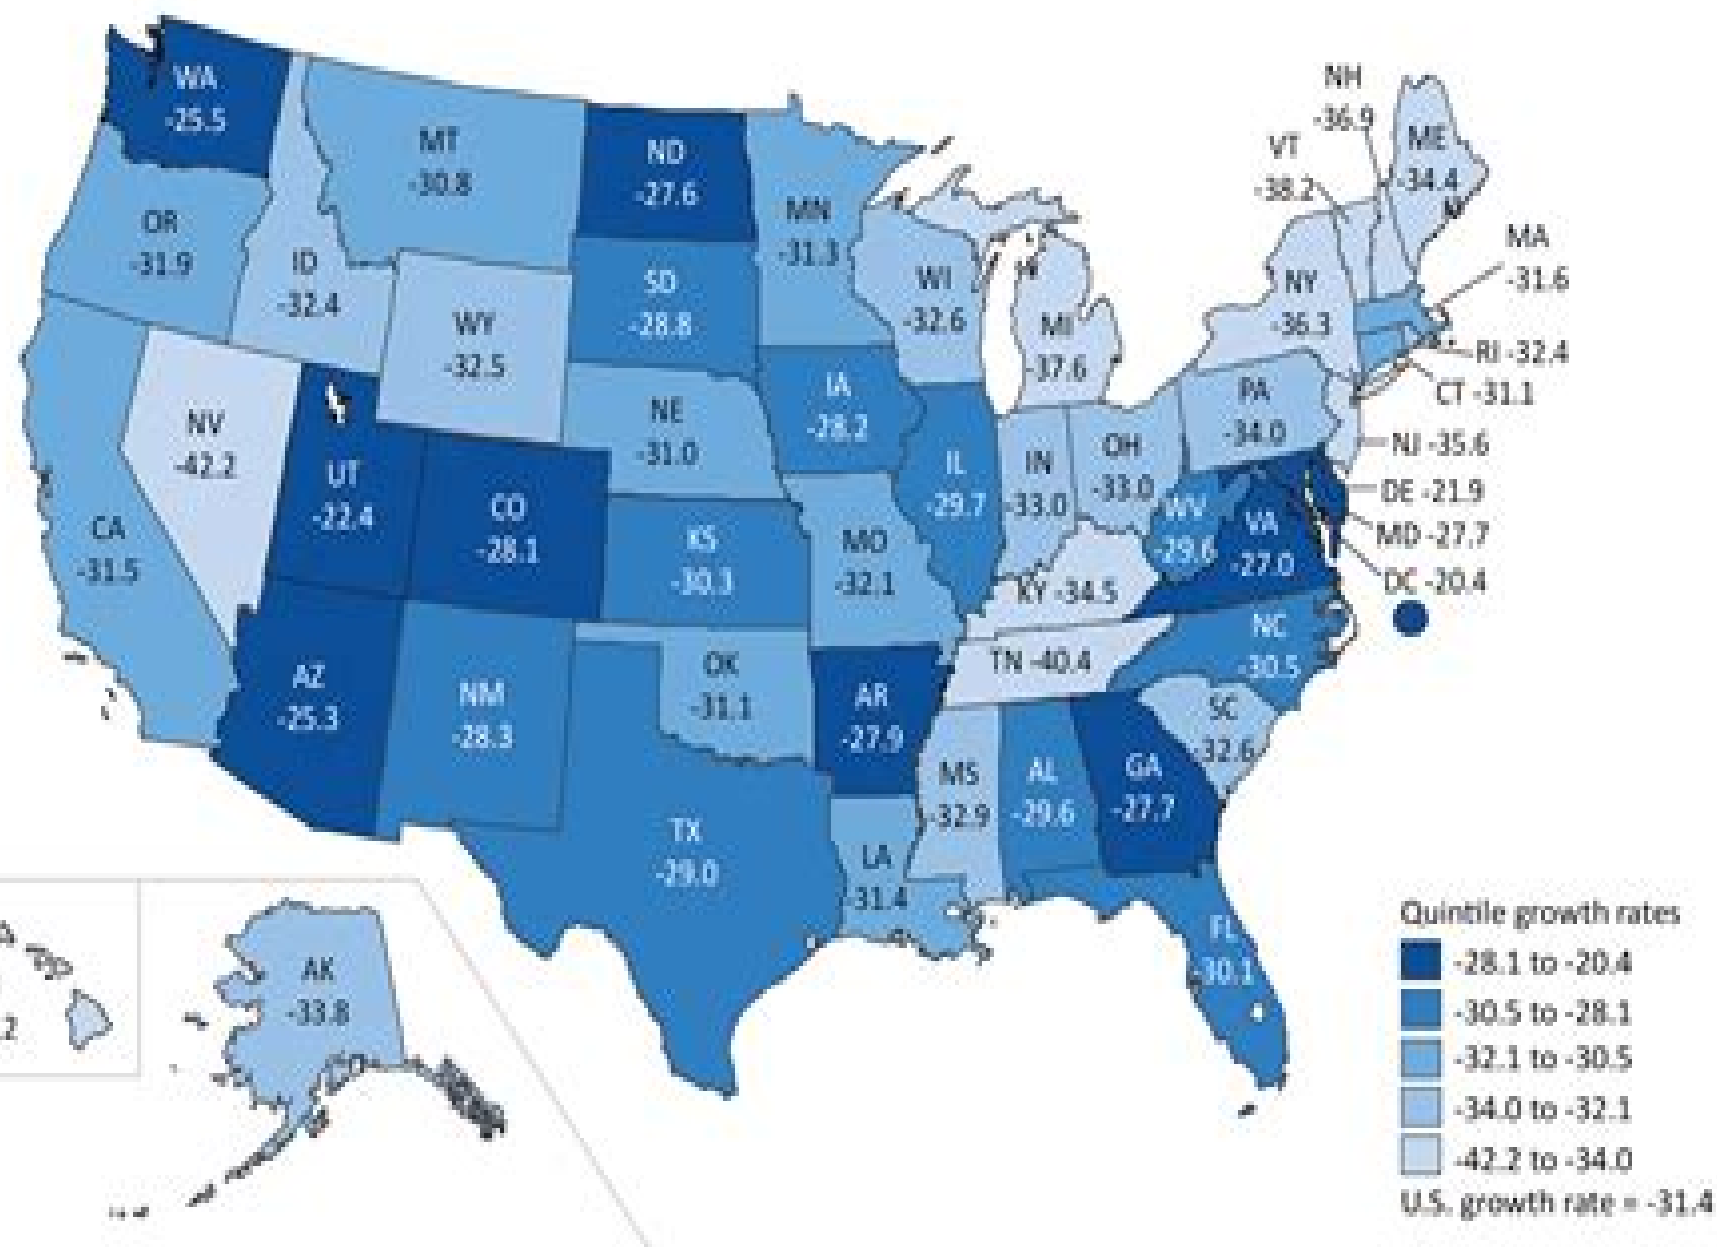 WA
-25.5
MT
-30.8
ND
-27.6
MN
-31.3
OR
-31.9
ID
-32.4
WY
-32.5
SD
-28.8
WI
-32.6
MI
-37.6
NH
-36.9
VT
-38.2
ME
-34.4
MA
-31.6
NY
-36.3
RI -32.4
CT -31.1
NV
-42.2
UT
-22.4
CO
-28.1
NE
-31.0
IA
-28.2
IL
-29.7
IN
-33.0
OH
-33.0
PA
-34.0
NJ -35.6
DE -21.9
MD -27.7
DC -20.4
CA
-31.5
KS
-30.3
MO
-32.1
KY -34.5
WV
-29.6
VA
-27.0
AZ
-25.3
NM
-28.3
OK
-31.1
AR
-27.9
TN -40.4
NC
-30.5
SC
-32.6
MS
-32.9
AL
-29.6
GA
-27.7
TX
-29.0
LA
-31.4
FL
-30.1
AK
-33.8
.2
Quintile growth rates
-28.1 to -20.4
-30.5 to -28.1
-32.1 to -30.5
-34.0 to -32.1
-42.2 to -34.0
U.S. growth rate = -31.4